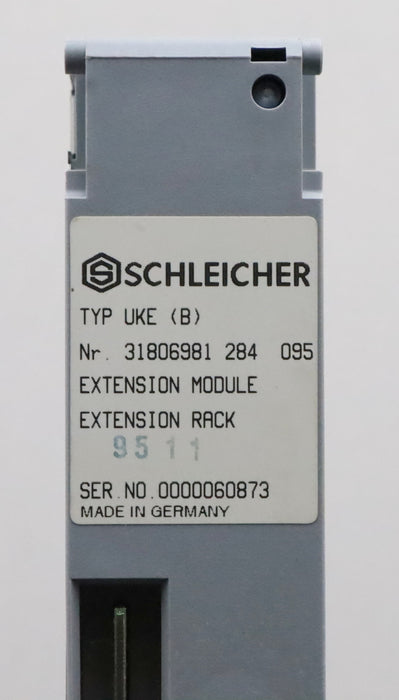 SCHLEICHER
TYP UKE (B)
Nr. 31806981 284 095
EXTENSION MODULE
EXTENSION RACK
9511
SER.NO.0000060873
MADE IN GERMANY